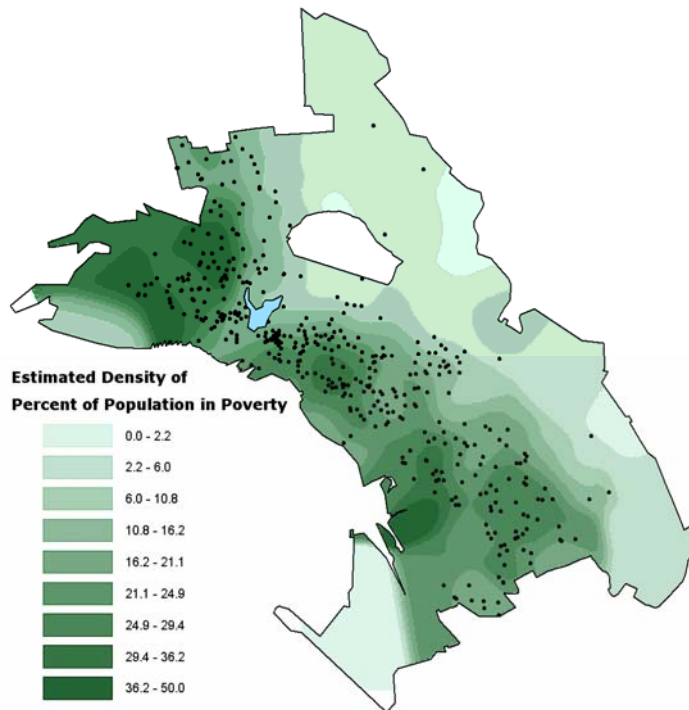 Estimated Density of
Percent of Population in Poverty
0.0 - 2.2
2.2 - 6.0
6.0 - 10.8
10.8 - 16.2
16.2 - 21.1
21.1 - 24.9
24.9 - 29.4
29.4 - 36.2
36.2 - 50.0